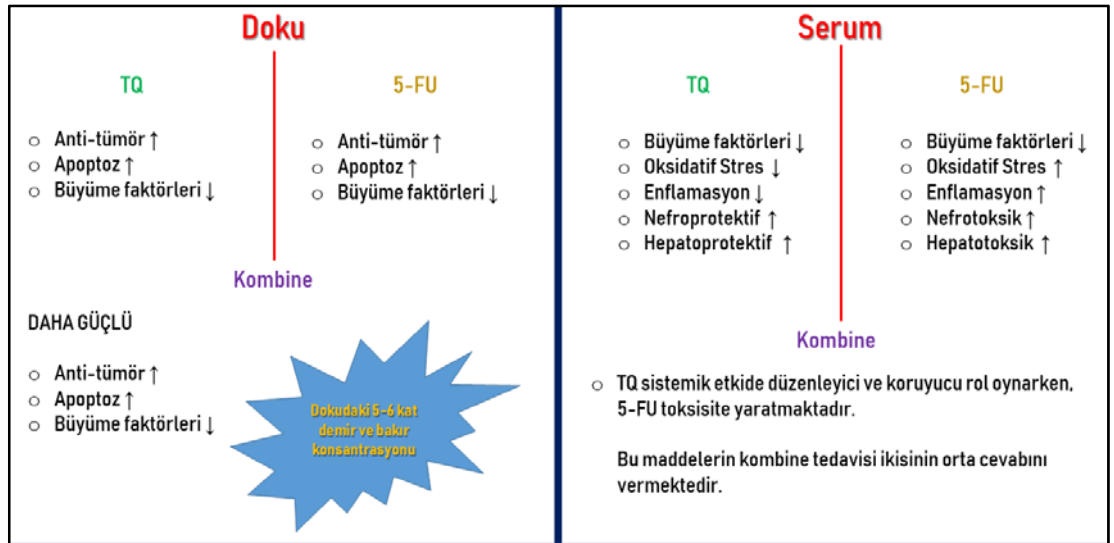 Doku
TQ
○ Anti-tümör ↑
○ Apoptoz ↑
○ Büyüme faktörleri ↓
5-FU
○ Anti-tümör ↑
○ Apoptoz ↑
○ Büyüme faktörleri ↓
Kombine
DAHA GÜÇLÜ
○ Anti-tümör ↑
○ Apoptoz ↑
○ Büyüme faktörleri ↓
Dokudaki 5-6 kat
demir ve bakır
konsantrasyonu
Serum
TQ
○ Büyüme faktörleri ↓
○ Oksidatif Stres ↓
○ Enflamasyon ↓
○ Nefroprotektif ↑
○ Hepatoprotektif ↑
5-FU
○ Büyüme faktörleri ↓
○ Oksidatif Stres ↑
○ Enflamasyon ↑
○ Nefrotoksik ↑
○ Hepatotoksik ↑
Kombine
○ TQ sistemik etkide düzenleyici ve koruyucu rol oynarken,
5-FU toksisite yaratmaktadır.
Bu maddelerin kombine tedavisi ikisinin orta cevabını
vermektedir.